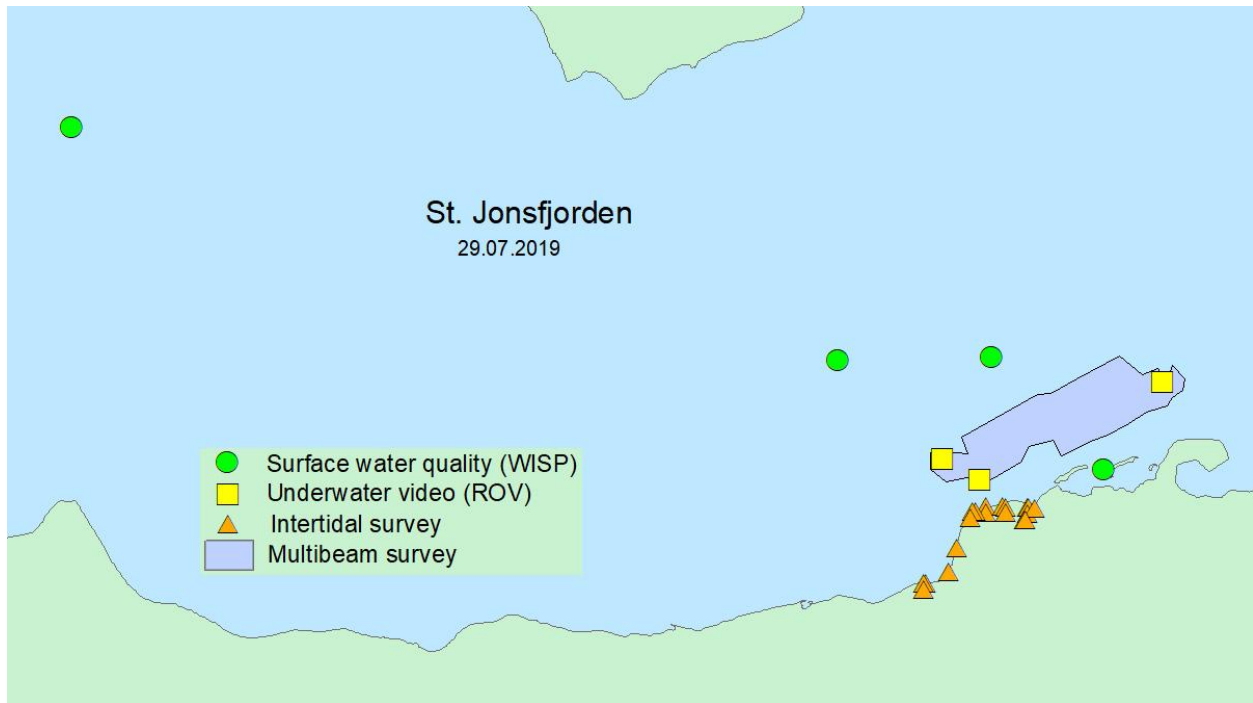 St. Jonsfjorden
29.07.2019
Surface water quality (WISP)
Underwater video (ROV)
Intertidal survey
Multibeam survey